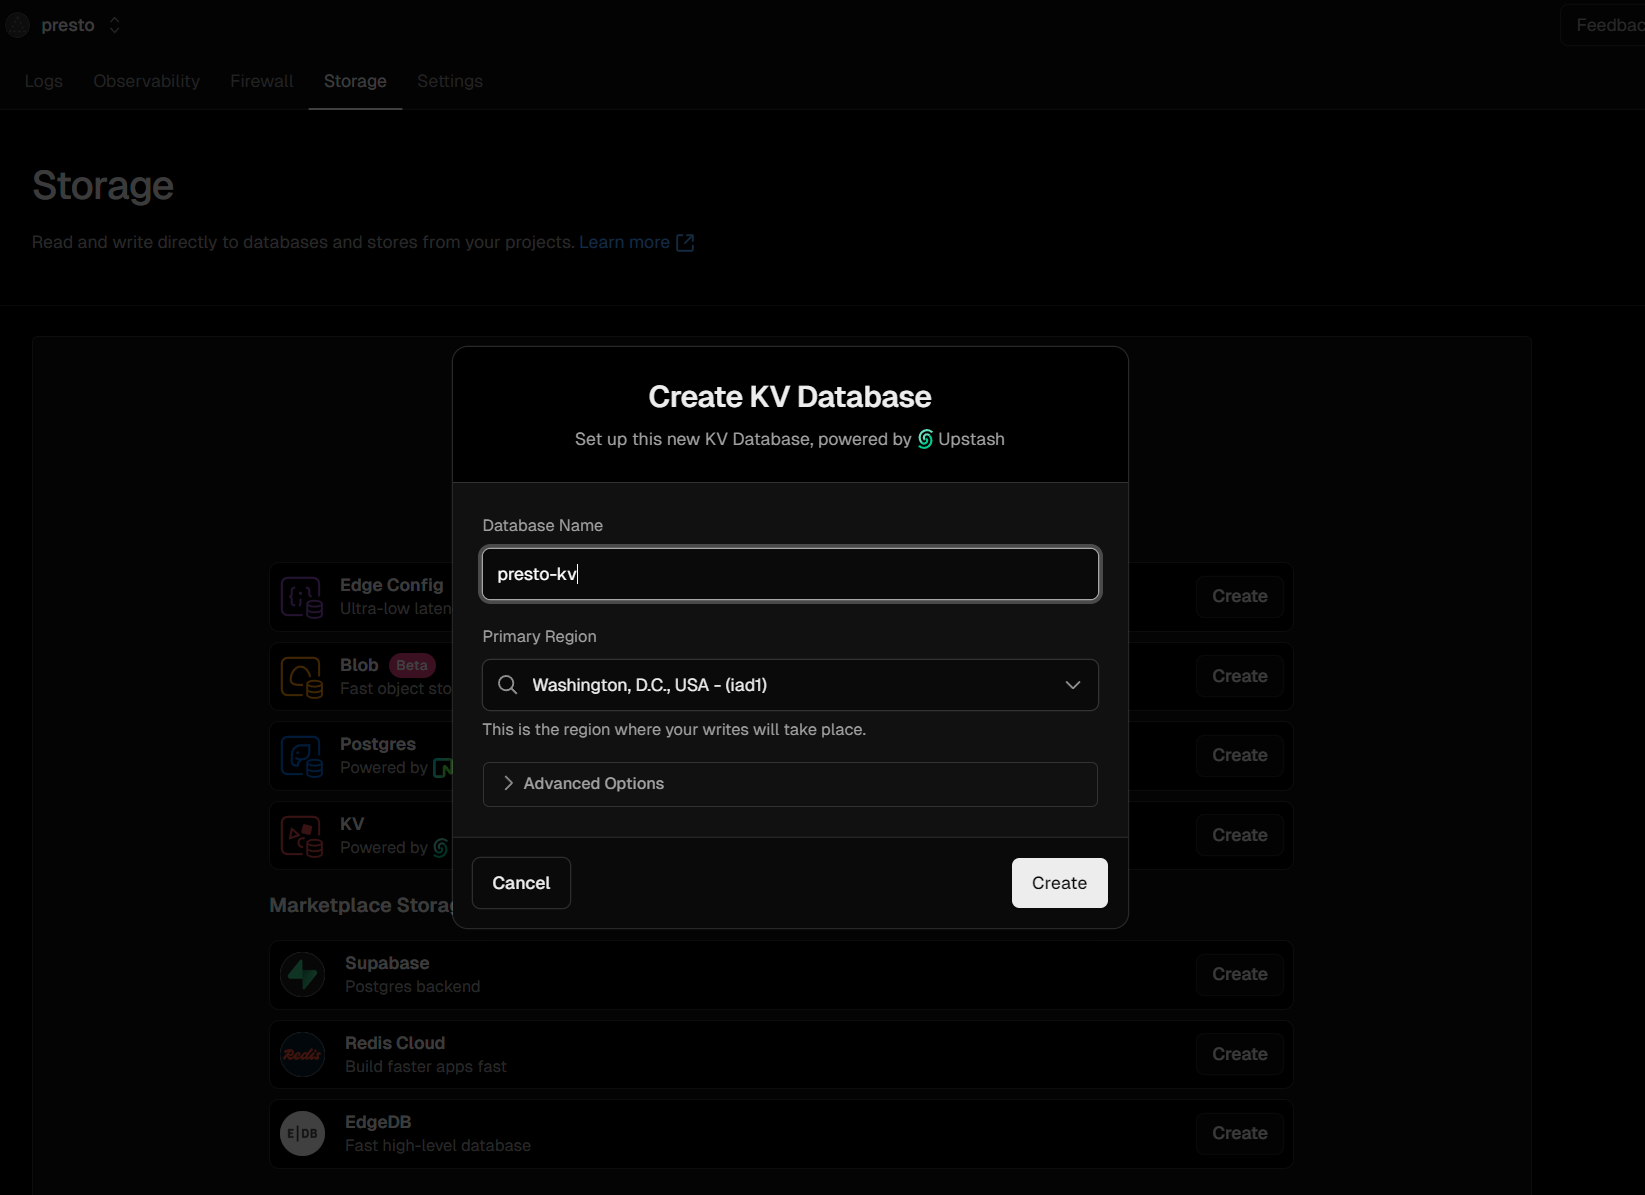 presto
Feedbac
Logs Observability Firewall Storage Settings
Storage
Read and write directly to databases and stores from your projects. Learn more
Create KV Database
Set up this new KV Database, powered by Upstash
Database Name
presto-kv
Primary Region
Washington, D.C., USA - (iad1)
This is the region where your writes will take place.
Advanced Options
Cancel
Create
Edge Config
Ultra-low laten
Create
Blob Beta
Fast object sto
Create
Postgres
Powered by
Create
KV
Powered by
Create
Marketplace Storag
Supabase
Postgres backend
Create
Redis
Redis Cloud
Build faster apps fast
Create
E|DB
EdgeDB
Fast high-level database
Create